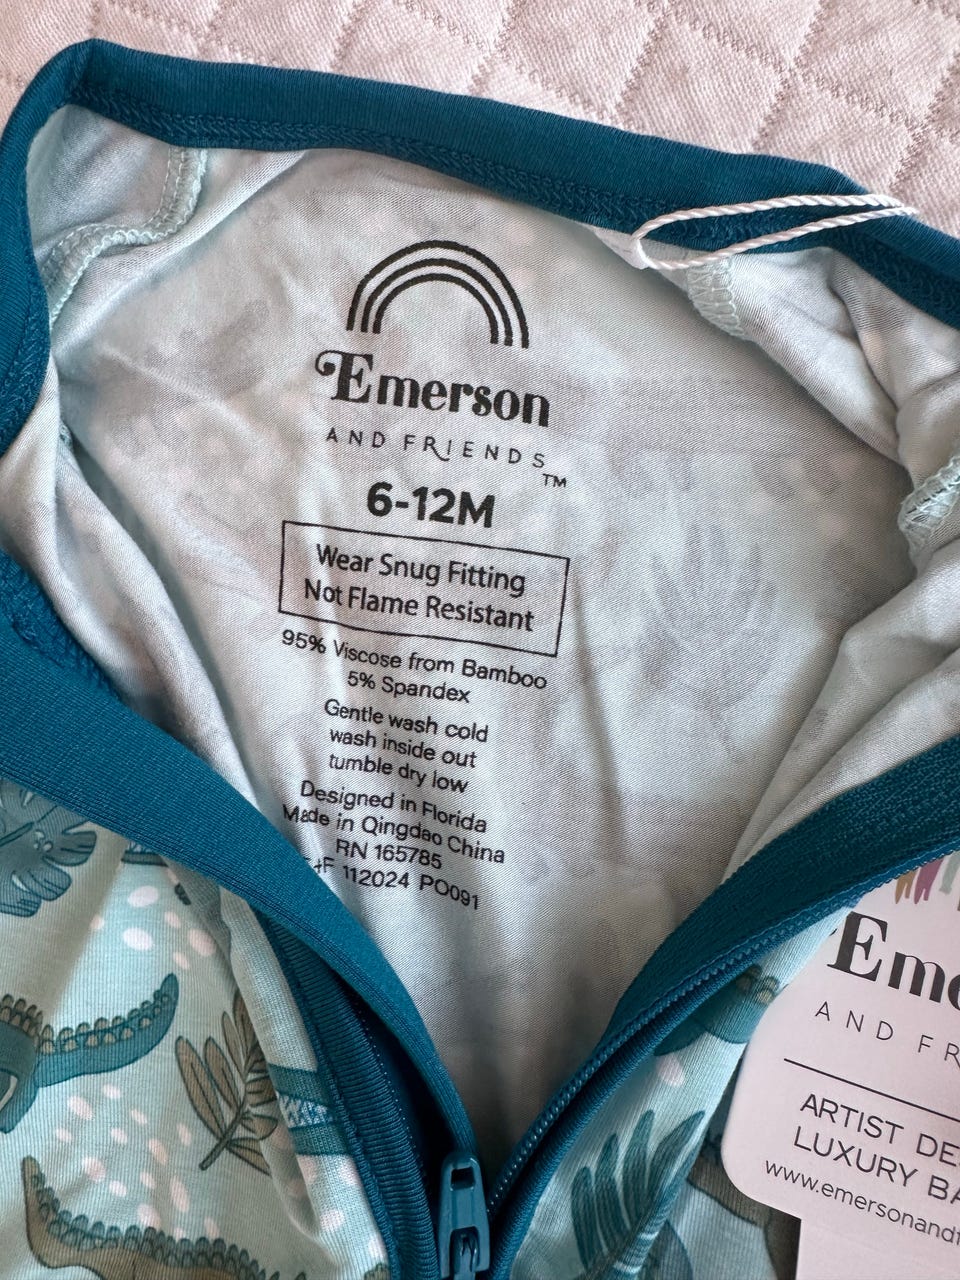 Emerson
AND FRIENDS™
6-12M
Wear Snug Fitting
Not Flame Resistant
95% Viscose from Bamboo
5% Spandex
Gentle wash cold
wash inside out
tumble dry low
Designed in Florida
Made in Qingdao China
RN 165785
+F 112024 PO091
Eme
AND FR
ARTIST DE
LUXURY BA
www.emersonandf